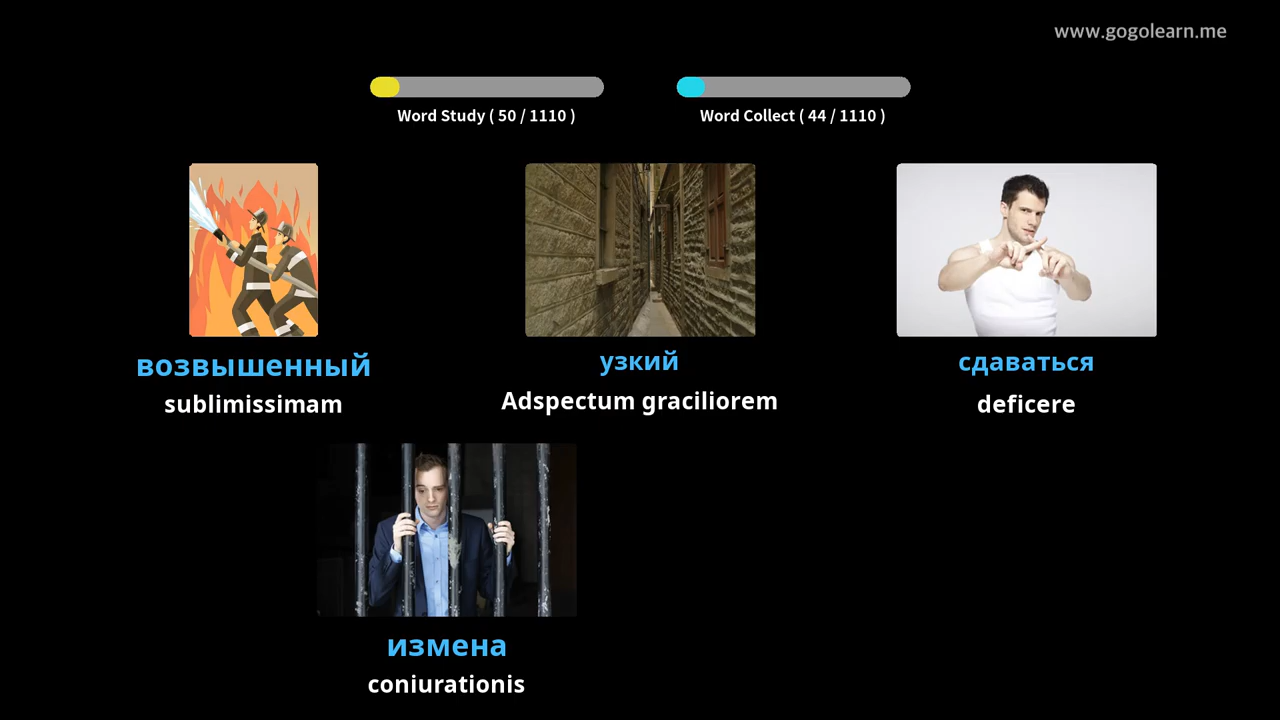 www.gogolearn.me
Word Study ( 50 / 1110 )
Word Collect ( 44 / 1110 )
возвышенный
sublimissimam
узкий
Adspectum graciliorem
сдаваться
deficere
измена
coniurationis